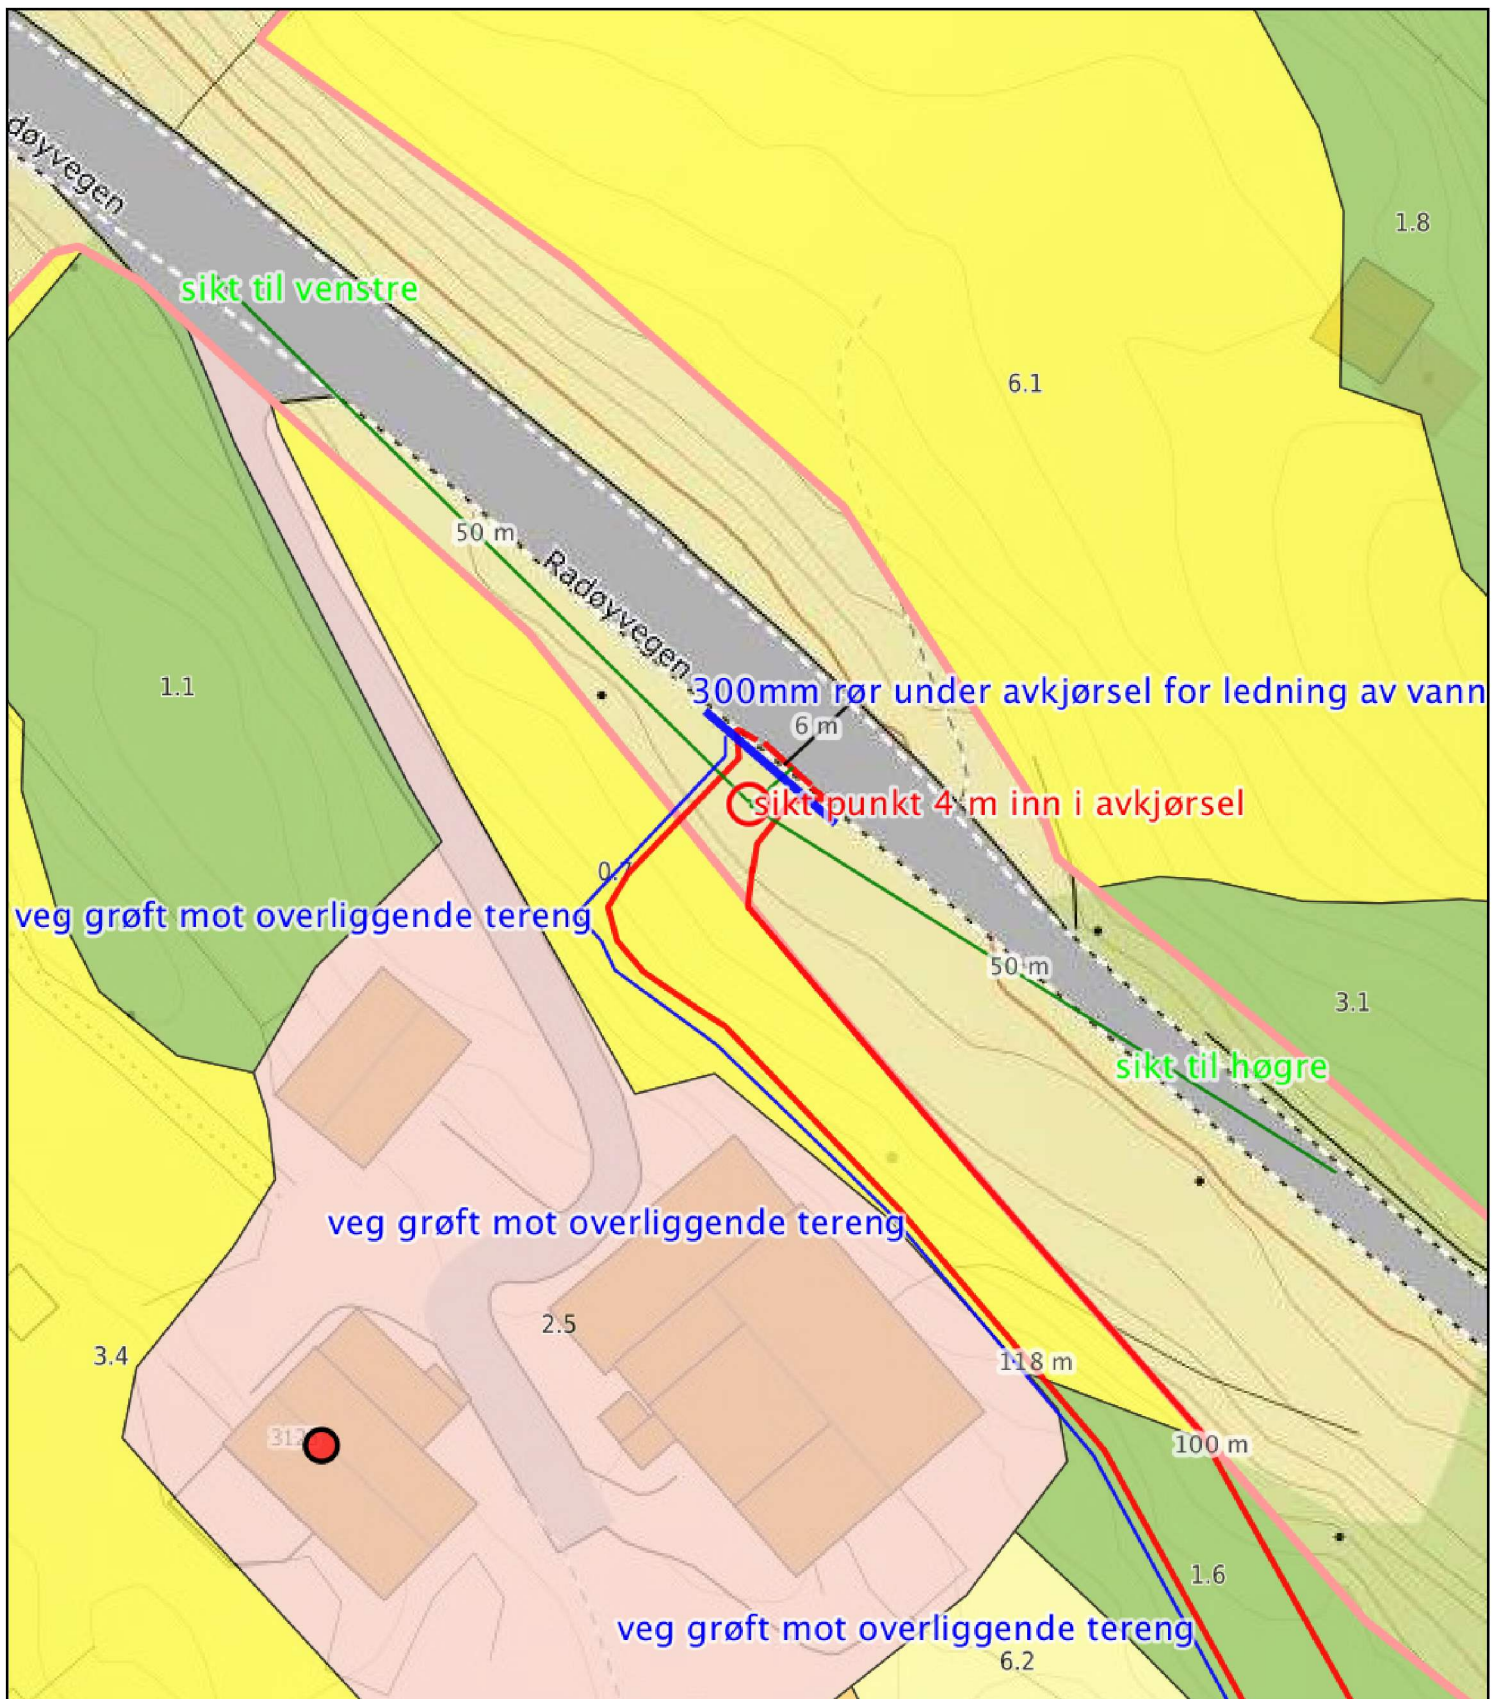 døyvegen
1.8
sikt til venstre
6.1
50 m
Radøyvegen
1.1
300mm rør under avkjørsel for ledning av vann
6 m
sikt punkt 4 m inn i avkjørsel
veg grøft mot overliggende tereng
50 m
3.1
sikt til høgre
veg grøft mot overliggende tereng
2.5
3.4
118 m
312
100 m
1.6
veg grøft mot overliggende tereng
6.2